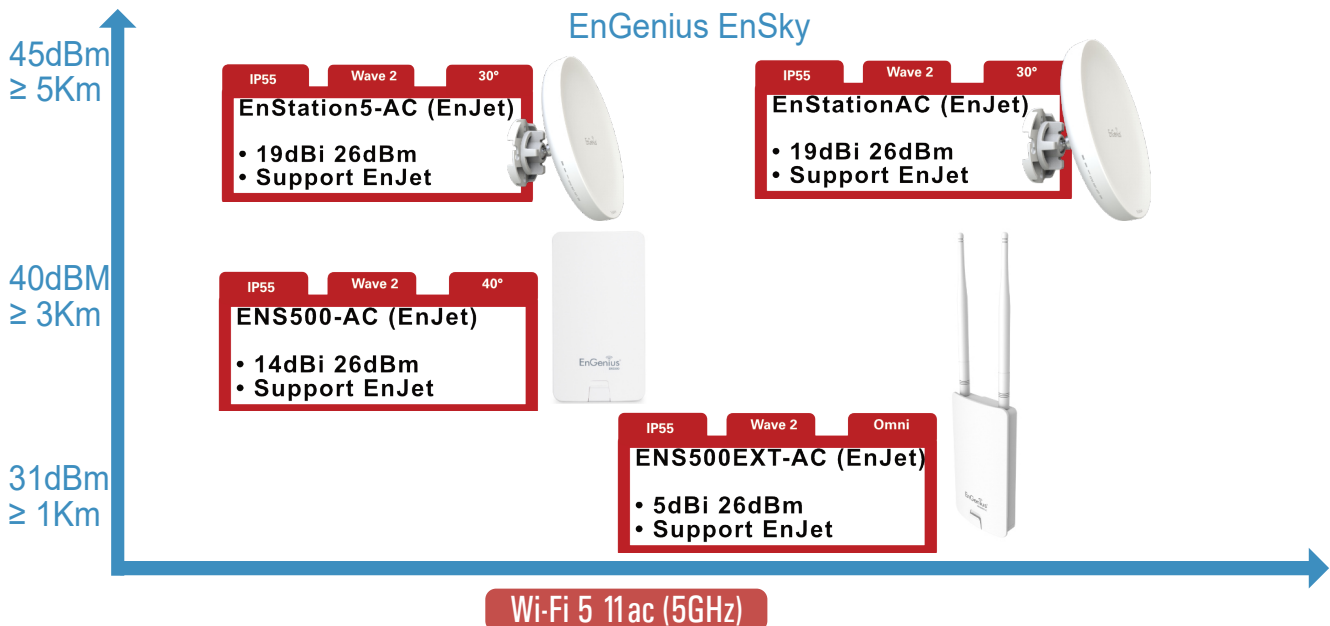 EnGenius EnSky
45dBm
≥ 5Km
IP55 Wave 2 30°
EnStation5-AC (EnJet)
• 19dBi 26dBm
• Support EnJet
IP55 Wave 2 30°
EnStationAC (EnJet)
• 19dBi 26dBm
• Support EnJet
40dBM
≥ 3Km
IP55 Wave 2 40°
ENS500-AC (EnJet)
• 14dBi 26dBm
• Support EnJet
EnGenius
31dBm
≥ 1Km
IP55 Wave 2 Omni
ENS500EXT-AC (EnJet)
• 5dBi 26dBm
• Support EnJet
EnGenius
Wi-Fi 5 11ac (5GHz)